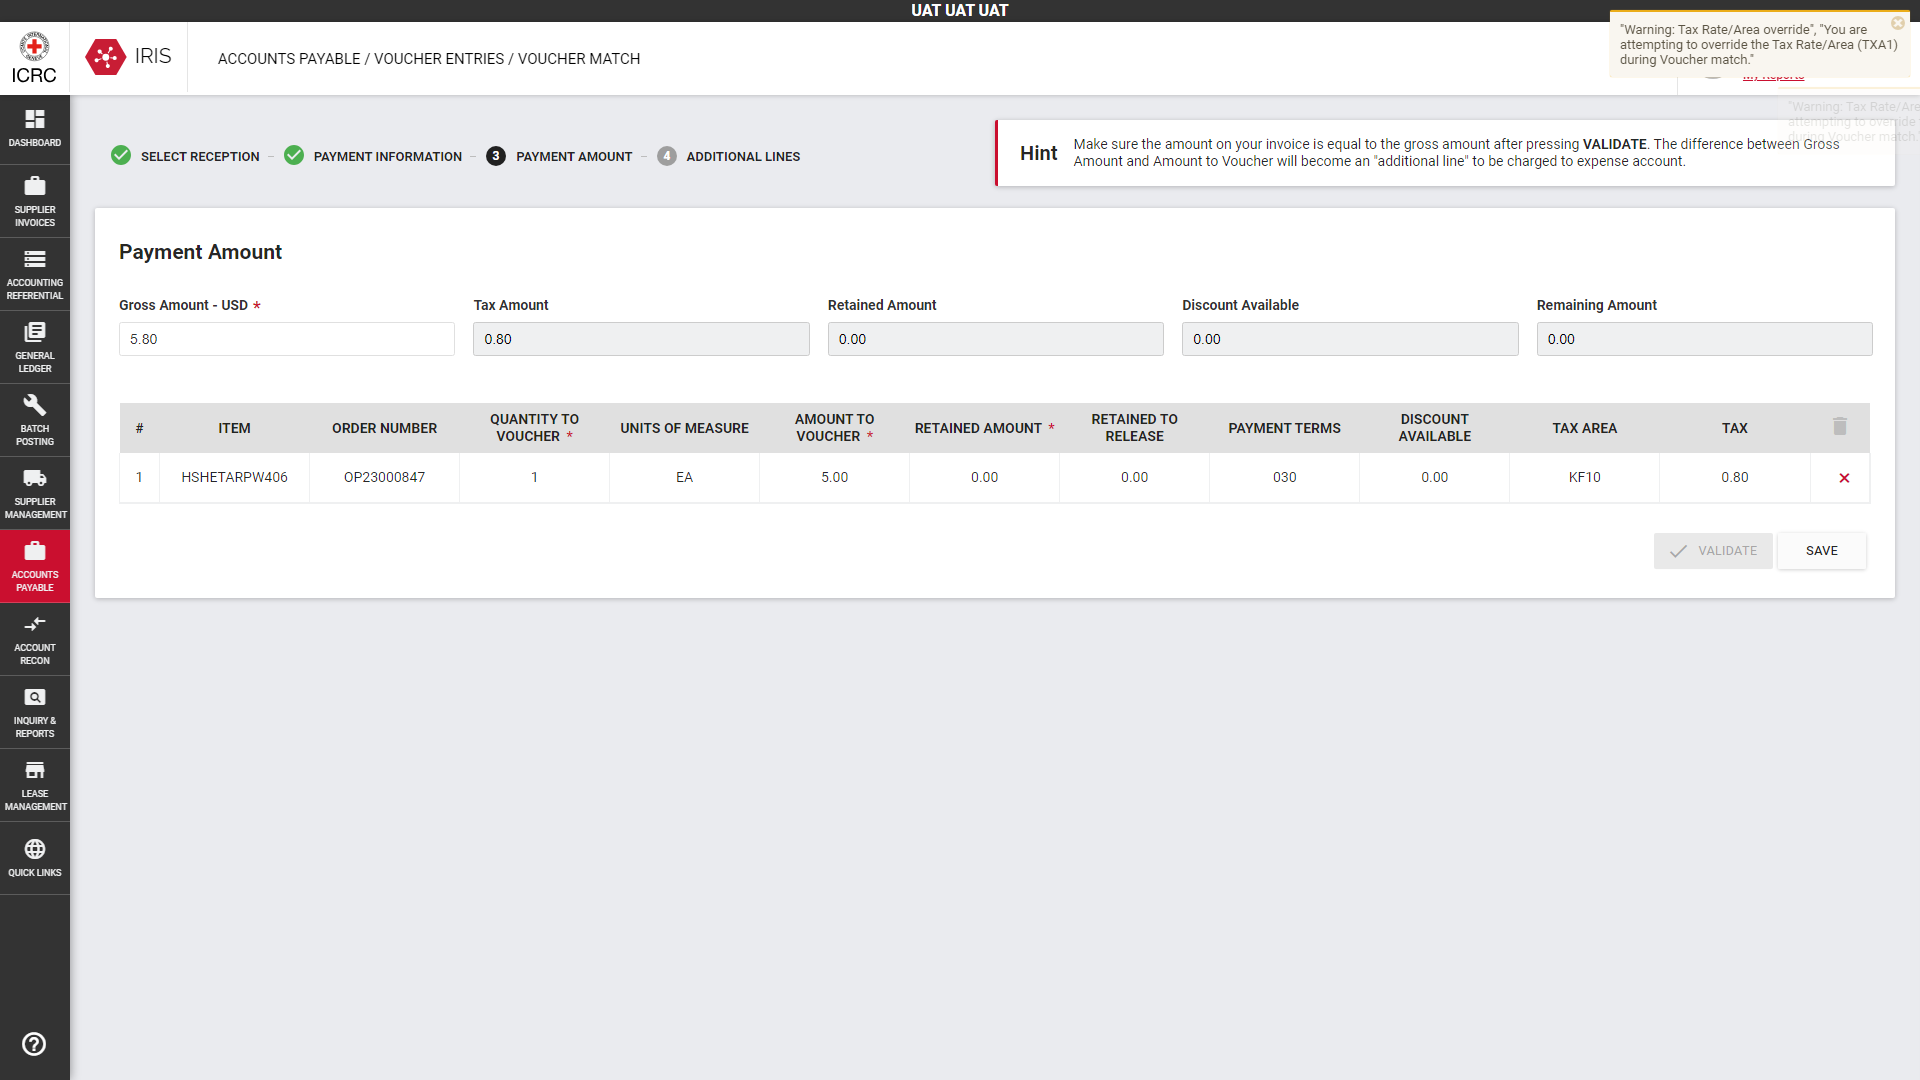 UAT UAT UAT
ICRC
IRIS
ACCOUNTS PAYABLE / VOUCHER ENTRIES / VOUCHER MATCH
"Warning: Tax Rate/Area override", "You are
attempting to override the Tax Rate/Area (TXA1)
during Voucher match."
My Reports
"Warning: Tax Rate/Are
attempting to override
during Voucher match.
DASHBOARD
SUPPLIER
INVOICES
ACCOUNTING
REFERENTIAL
GENERAL
LEDGER
BATCH
POSTING
SUPPLIER
MANAGEMENT
ACCOUNTS
PAYABLE
ACCOUNT
RECON
INQUIRY &
REPORTS
LEASE
MANAGEMENT
QUICK LINKS
SELECT RECEPTION
PAYMENT INFORMATION
3 PAYMENT AMOUNT
4 ADDITIONAL LINES
Hint
Make sure the amount on your invoice is equal to the gross amount after pressing VALIDATE. The difference between Gross
Amount and Amount to Voucher will become an "additional line" to be charged to expense account.
Payment Amount
Gross Amount - USD * Tax Amount Retained Amount Discount Available Remaining Amount
5.80 0.80 0.00 0.00 0.00
# ITEM ORDER NUMBER QUANTITY TO VOUCHER * UNITS OF MEASURE AMOUNT TO VOUCHER * RETAINED AMOUNT * RETAINED TO RELEASE PAYMENT TERMS DISCOUNT AVAILABLE TAX AREA TAX
1 HSHETARPW406 OP23000847 1 EA 5.00 0.00 0.00 030 0.00 KF10 0.80
VALIDATE SAVE